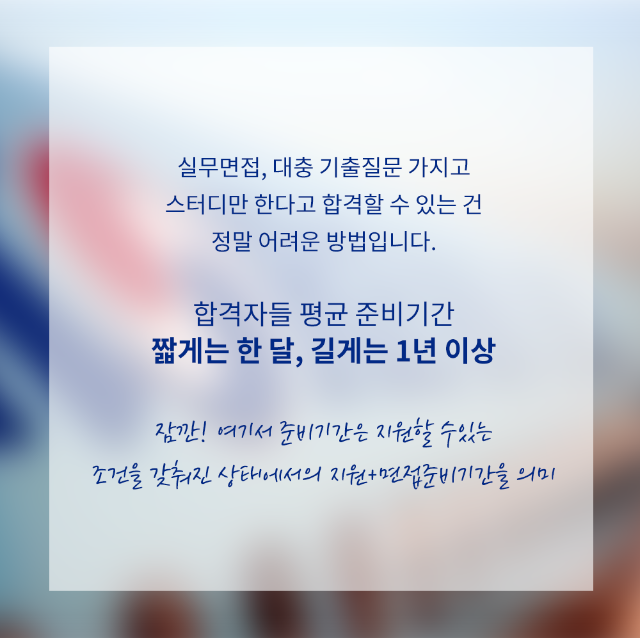 실무면접, 대충 기출질문 가지고
스터디만 한다고 합격할 수 있는 건
정말 어려운 방법입니다.
합격자들 평균 준비기간
짧게는 한 달, 길게는 1년 이상
잠깐! 여기서 준비기간은 지원할 수있는
조건을 갖춰진 상태에서의 지원+면접준비기간을 의미